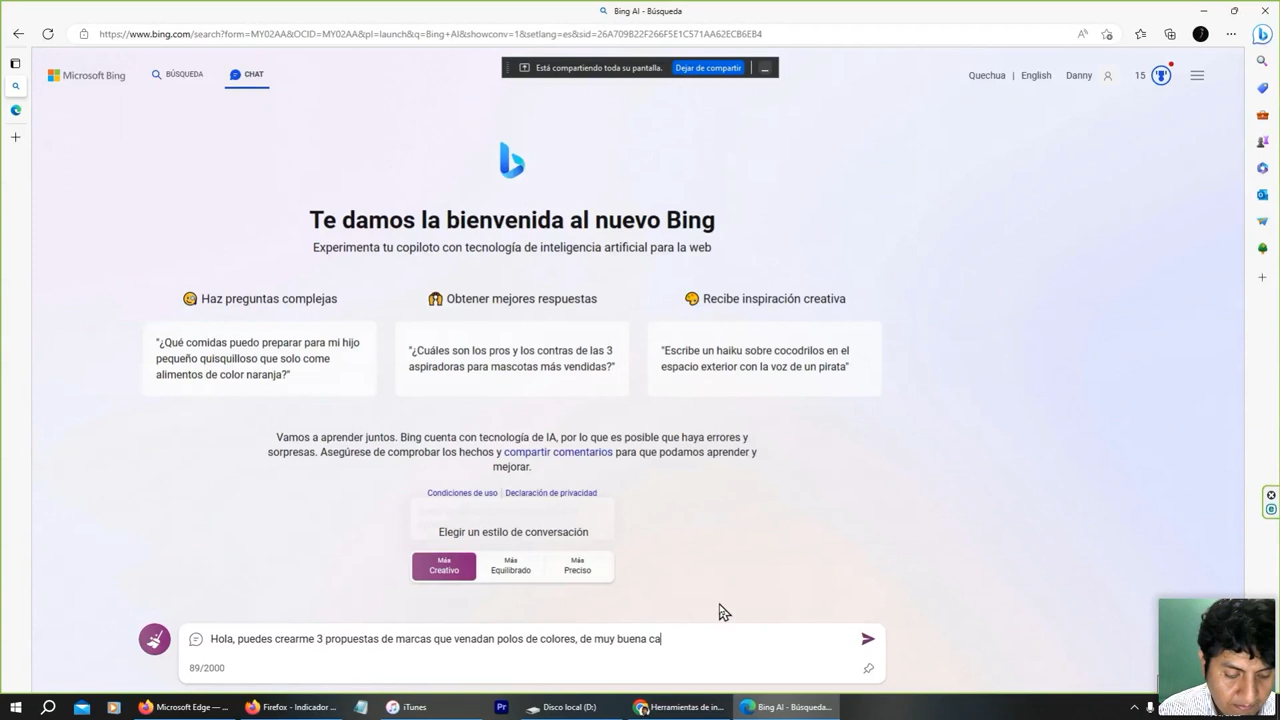 Bing AI - Búsqueda
https://www.bing.com/search?form=MY02AA&OCID=MY02AA&pl=launch&q=Bing+AI&showconv=1&setlang=es&sid=26A709B22F266F5E1C571AA62ECB6EB4
Microsoft Bing
BÚSQUEDA
CHAT
Está compartiendo toda su pantalla.
Dejar de compartir
Quechua | English
Danny
15
Te damos la bienvenida al nuevo Bing
Experimenta tu copiloto con tecnología de inteligencia artificial para la web
Haz preguntas complejas
Obtener mejores respuestas
Recibe inspiración creativa
"¿Qué comidas puedo preparar para mi hijo
pequeño quisquilloso que solo come
alimentos de color naranja?"
"¿Cuáles son los pros y los contras de las 3
aspiradoras para mascotas más vendidas?"
"Escribe un haiku sobre cocodrilos en el
espacio exterior con la voz de un pirata"
Vamos a aprender juntos. Bing cuenta con tecnología de IA, por lo que es posible que haya errores y
sorpresas. Asegúrese de comprobar los hechos y compartir comentarios para que podamos aprender y
mejorar.
Condiciones de uso | Declaración de privacidad
Elegir un estilo de conversación
Más
Creativo
Más
Equilibrado
Más
Preciso
Hola, puedes crearme 3 propuestas de marcas que venadan polos de colores, de muy buena ca
89/2000
Microsoft Edge —...
Firefox - Indicador ...
iTunes
Pr
Disco local (D:)
Herramientas de in...
Bing AI - Búsqueda...